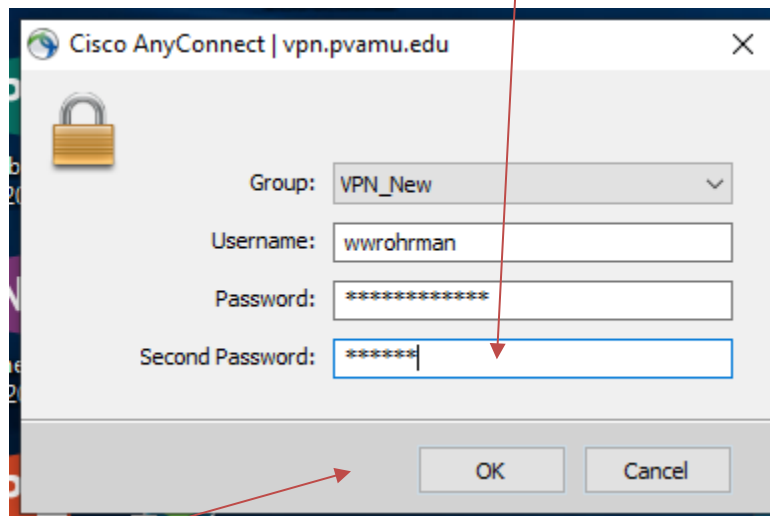 Cisco AnyConnect | vpn.pvamu.edu
Group: VPN_New
Username: wwrohrman
Password: ************
Second Password: ******
OK Cancel